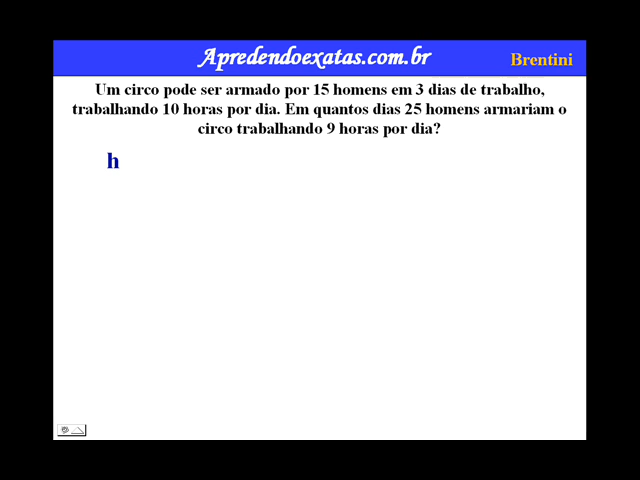 Apredendoexatas.com.br
Brentini
Um circo pode ser armado por 15 homens em 3 dias de trabalho,
trabalhando 10 horas por dia. Em quantos dias 25 homens armariam o
circo trabalhando 9 horas por dia?
h